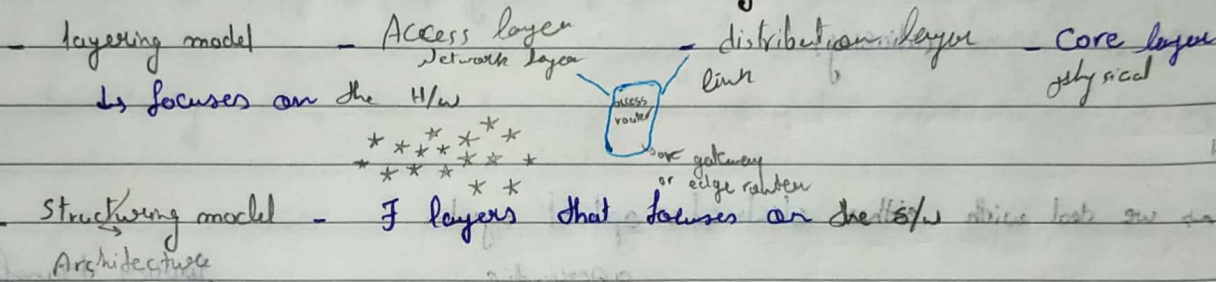 - layering model - Access layer - distribution layer - Core layer
Network layer link physical
↳ focuses on the H/w
access router
or gateway
or edge router
- Structuring model - 7 layers that focuses on the S/w
Architecture